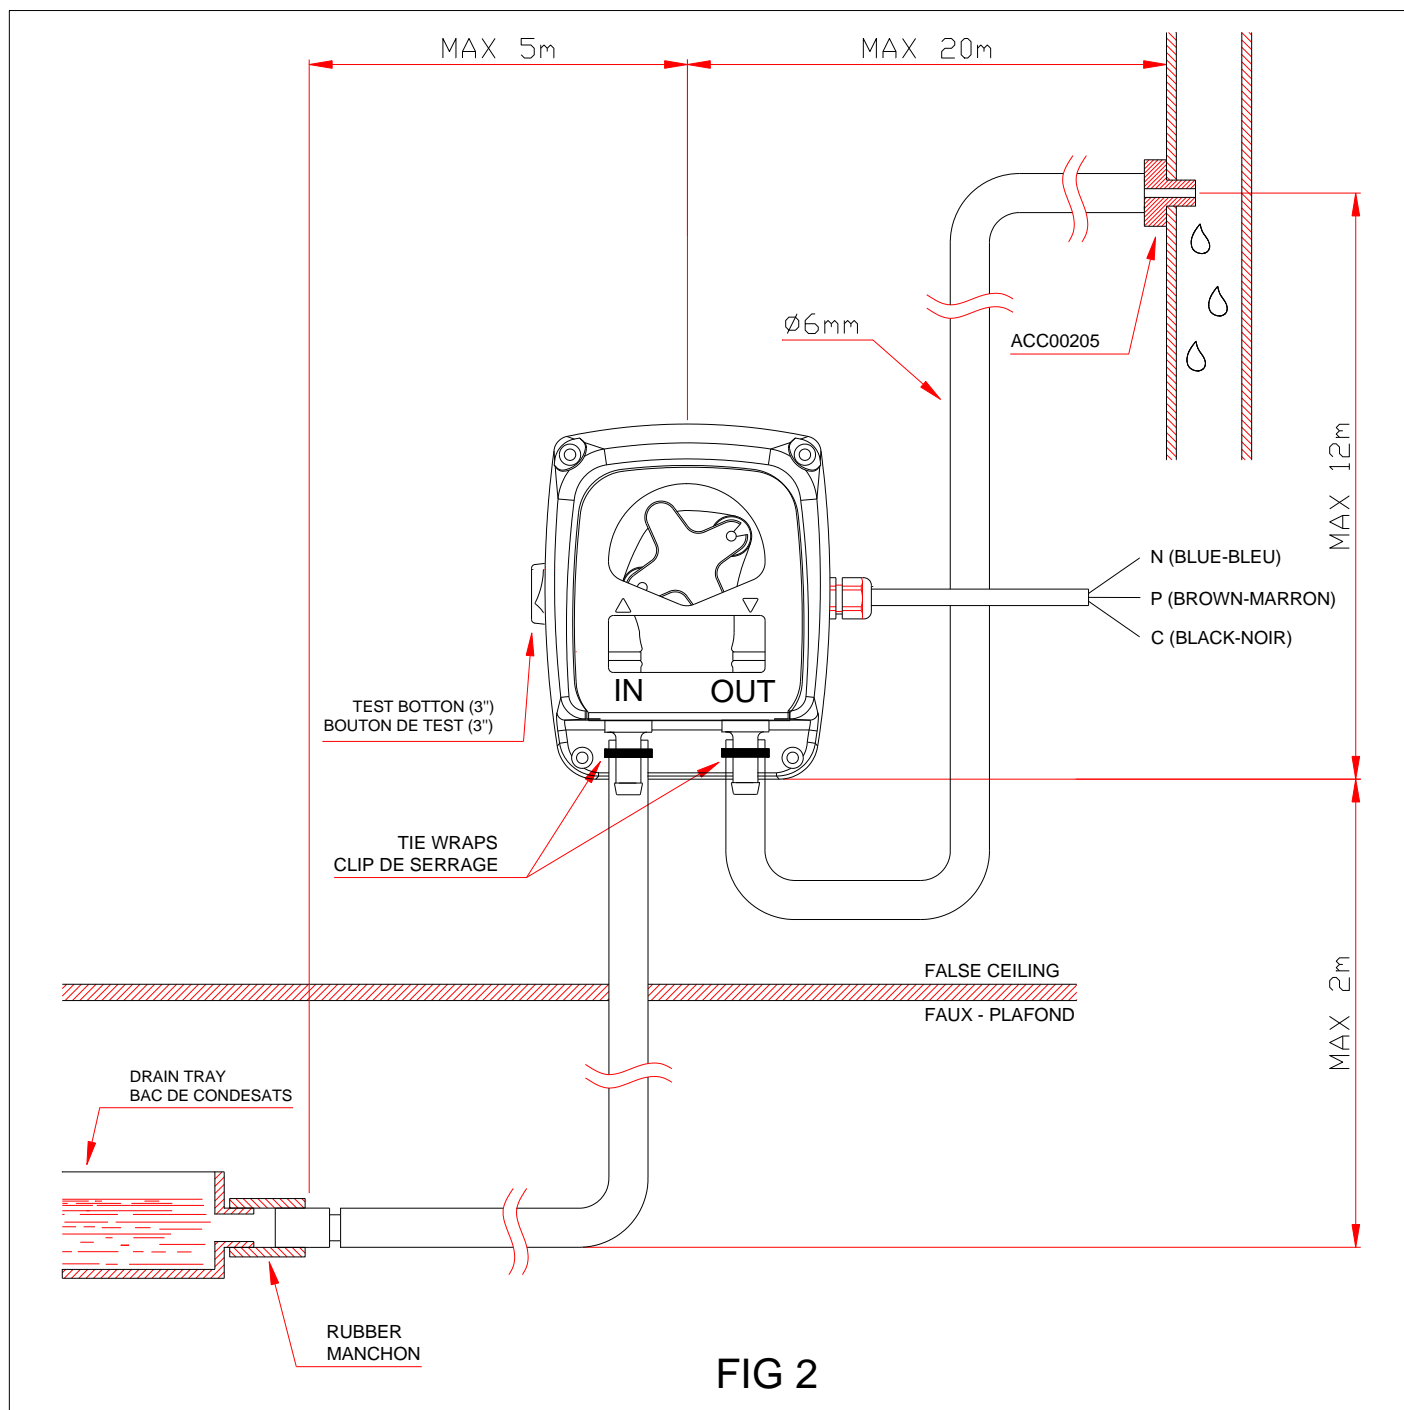 MAX 5m
MAX 20m
Ø6mm
ACC00205
MAX 12m
N (BLUE-BLEU)
P (BROWN-MARRON)
C (BLACK-NOIR)
IN OUT
TEST BOTTON (3")
BOUTON DE TEST (3")
TIE WRAPS
CLIP DE SERRAGE
FALSE CEILING
FAUX - PLAFOND
MAX 2m
DRAIN TRAY
BAC DE CONDESATS
RUBBER
MANCHON
FIG 2